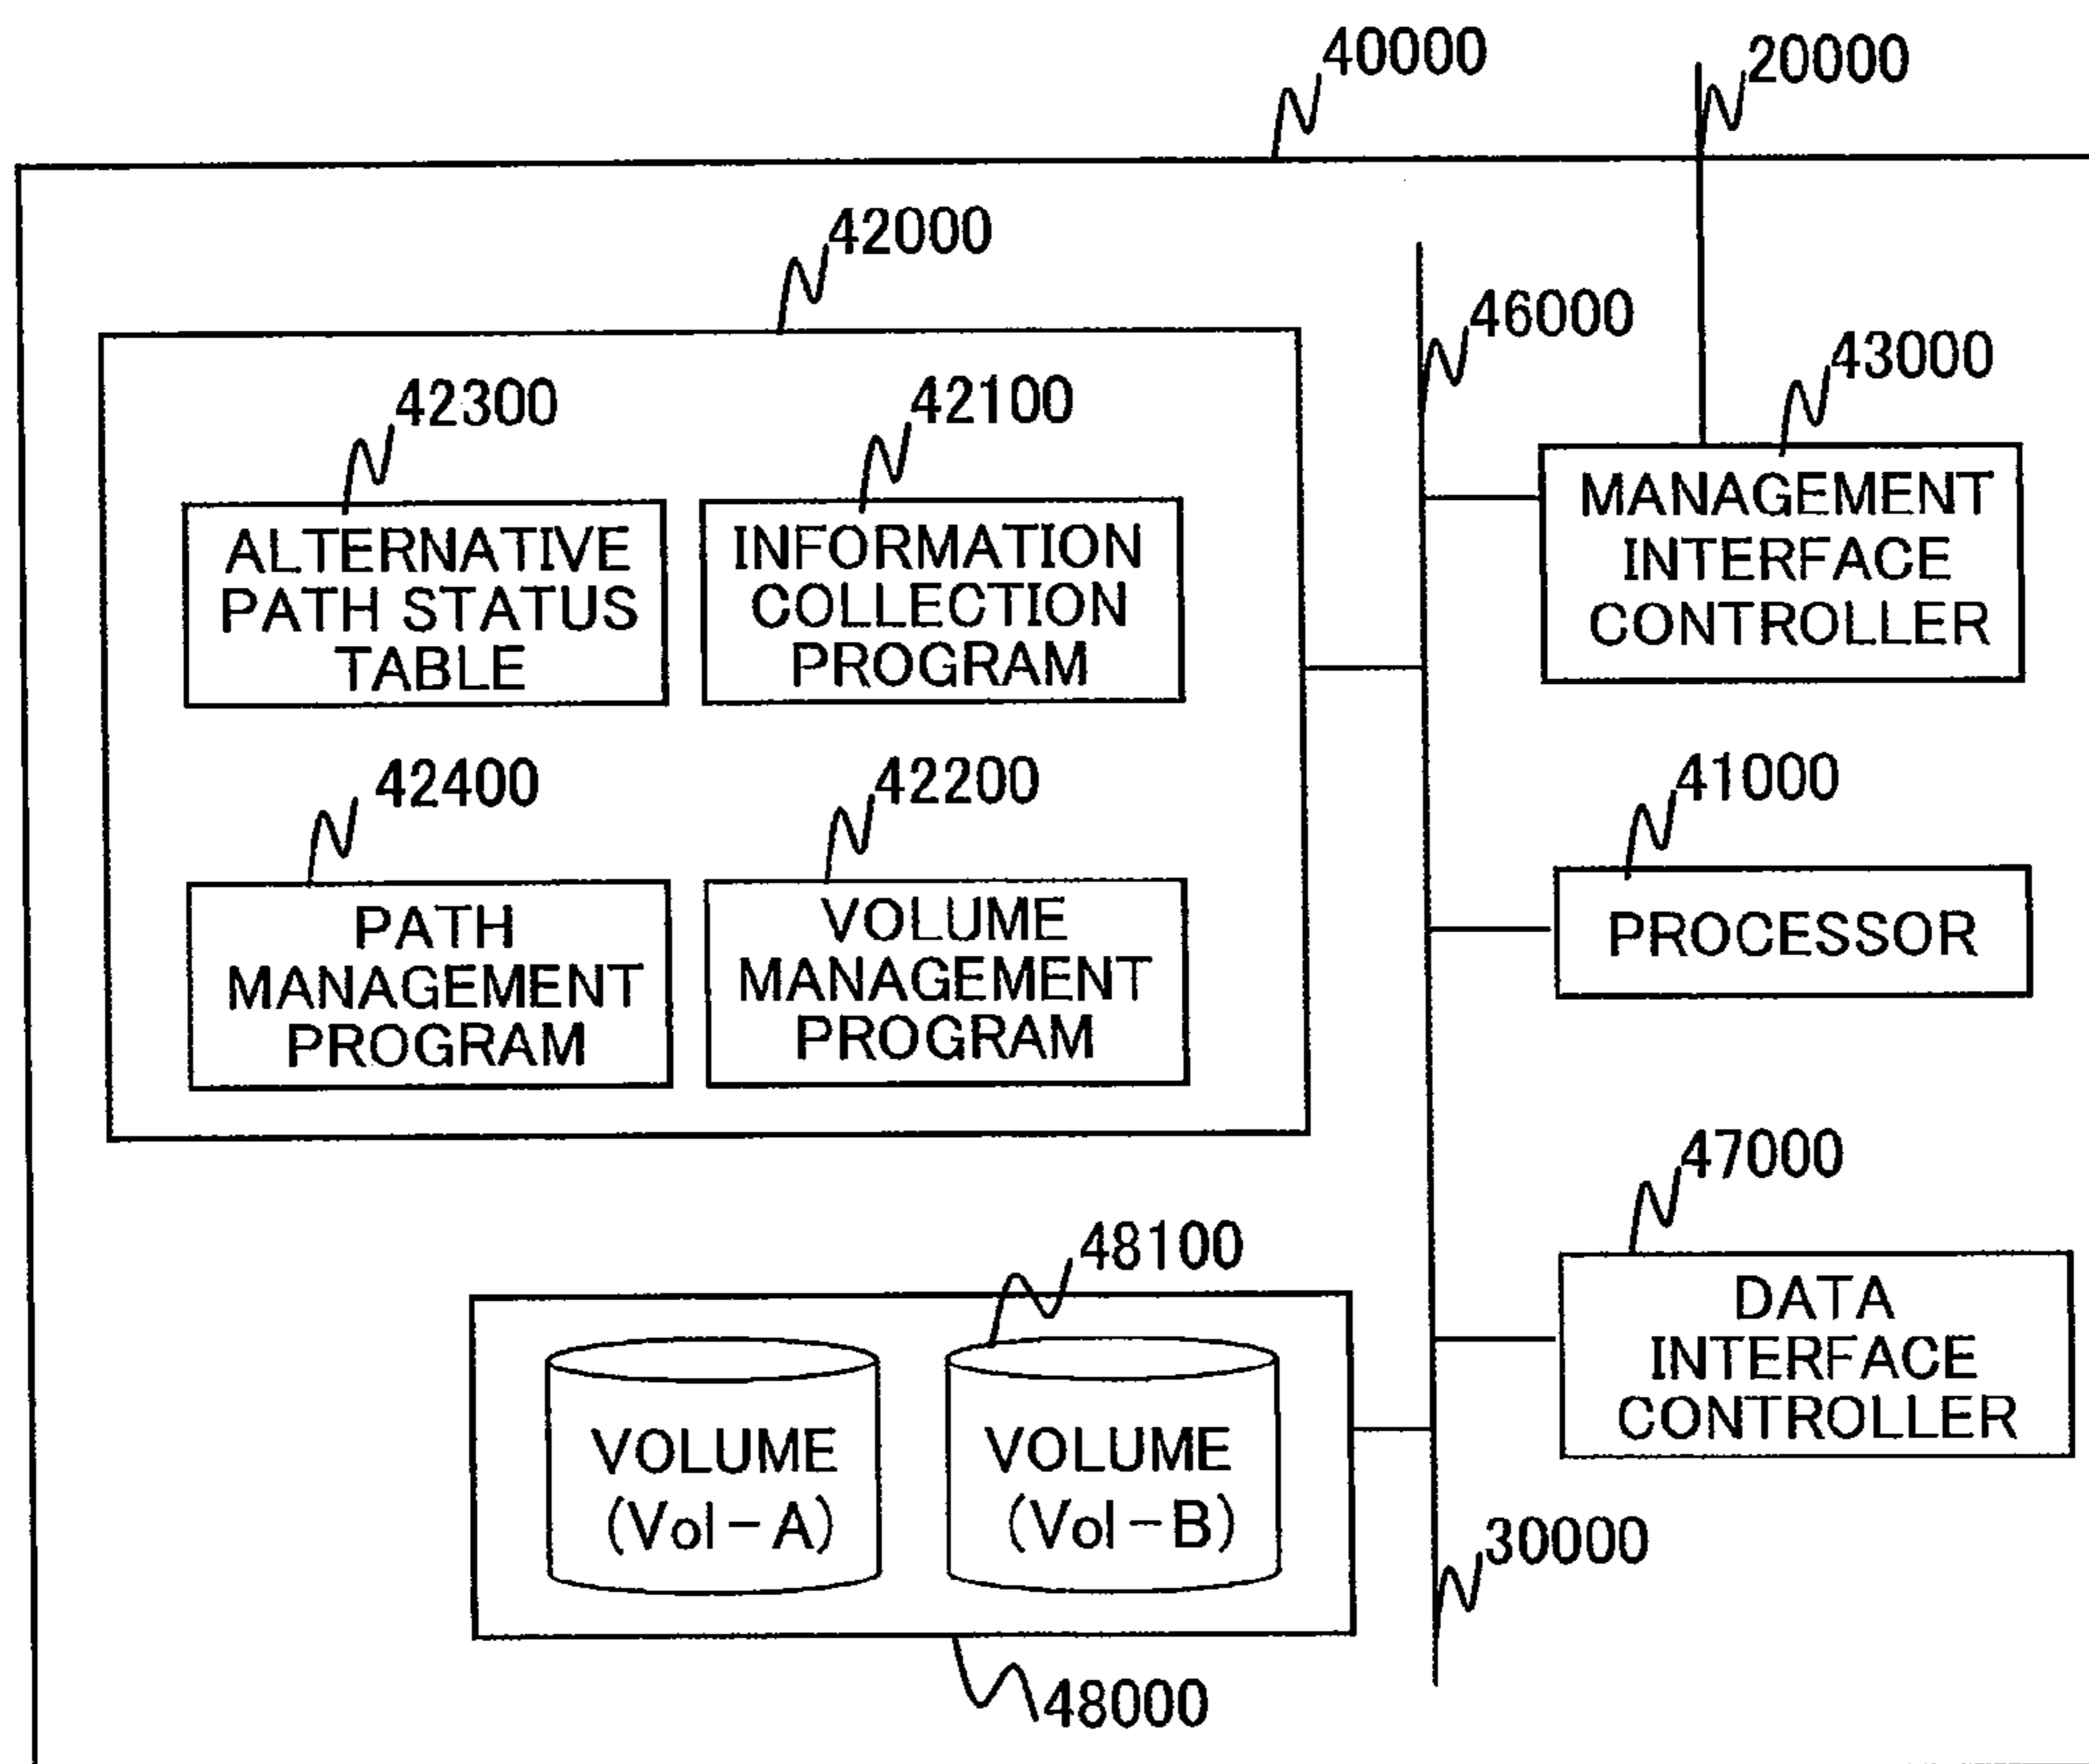 40000
20000
42000
46000
43000
42300
42100
ALTERNATIVE
PATH STATUS
TABLE
INFORMATION
COLLECTION
PROGRAM
MANAGEMENT
INTERFACE
CONTROLLER
42400
42200
41000
PATH
MANAGEMENT
PROGRAM
VOLUME
MANAGEMENT
PROGRAM
PROCESSOR
47000
48100
DATA
INTERFACE
CONTROLLER
VOLUME
(Vol-A)
VOLUME
(Vol-B)
30000
48000